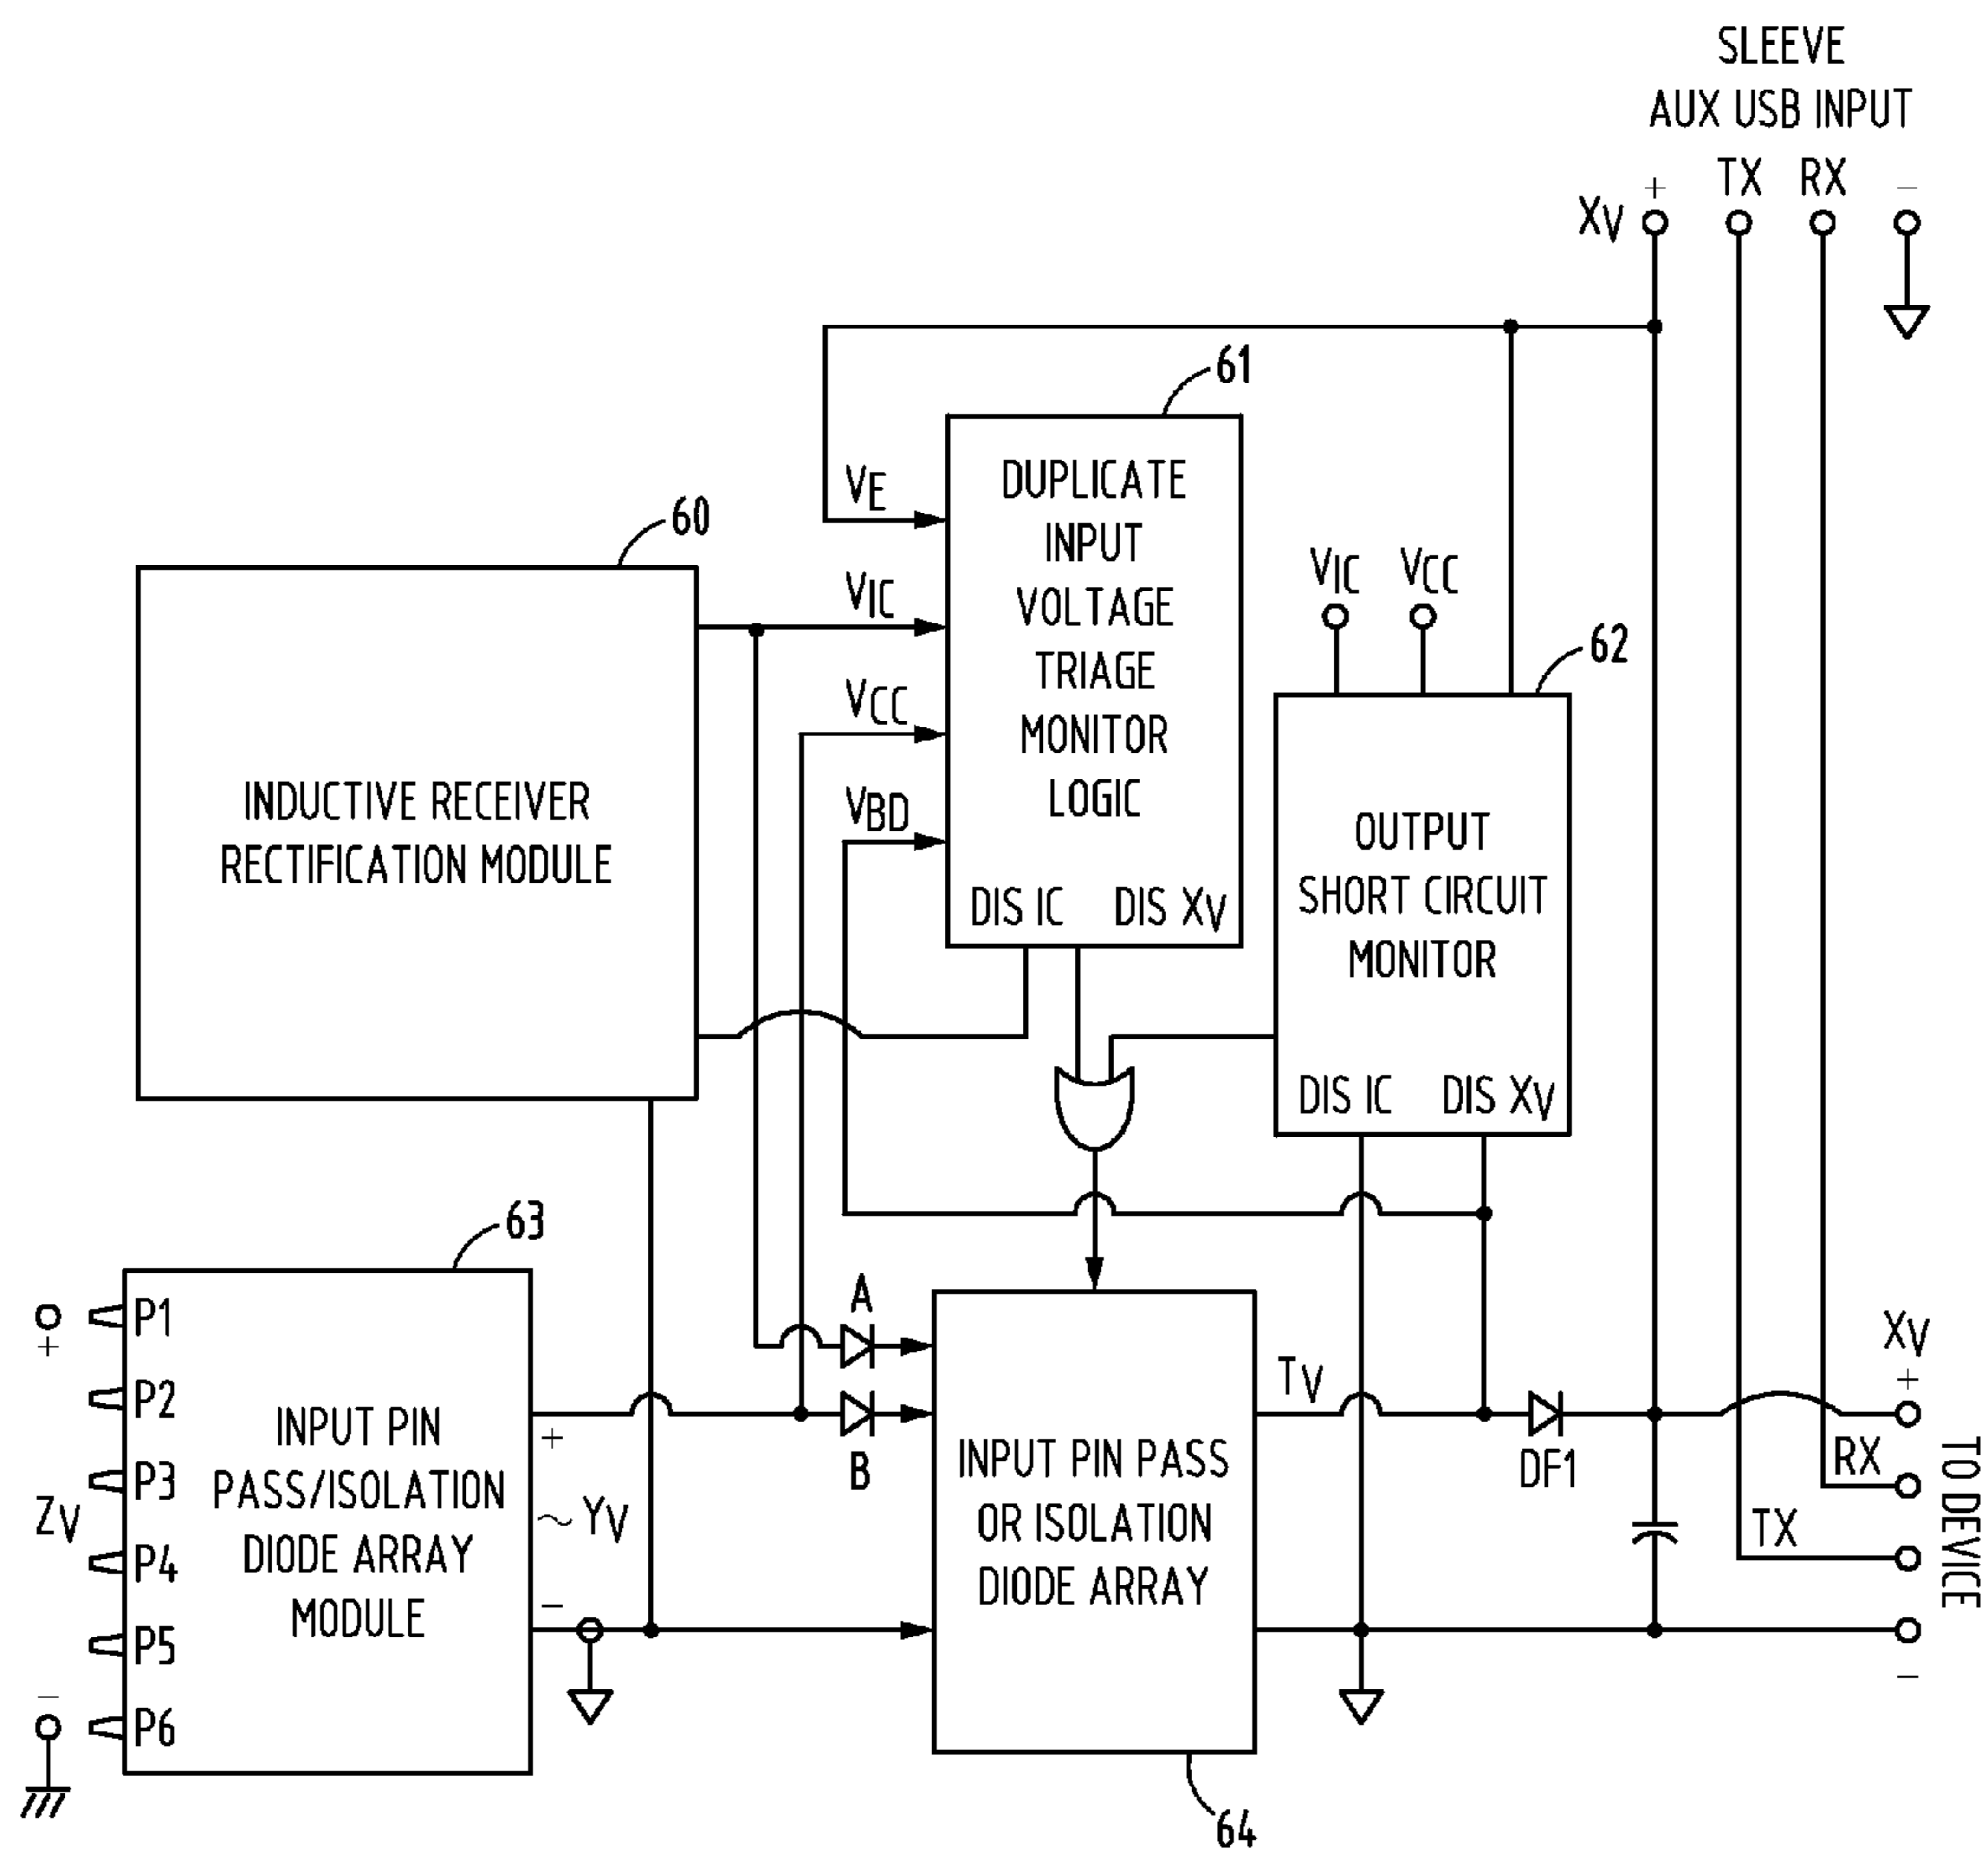 SLEEVE
AUX USB INPUT
+ TX RX −
XV
61
VE
DUPLICATE
INPUT
VOLTAGE
TRIAGE
MONITOR
LOGIC
DIS IC DIS XV
60
VIC
VCC
VBD
INDUCTIVE RECEIVER
RECTIFICATION MODULE
VIC VCC
62
OUTPUT
SHORT CIRCUIT
MONITOR
DIS IC DIS XV
63
+
P1
P2
P3
ZV
P4
P5
−
P6
INPUT PIN
PASS/ISOLATION
DIODE ARRAY
MODULE
+
~ YV
−
A
B
INPUT PIN PASS
OR ISOLATION
DIODE ARRAY
64
TV
DF1
XV
+
RX
TX
−
TO DEVICE